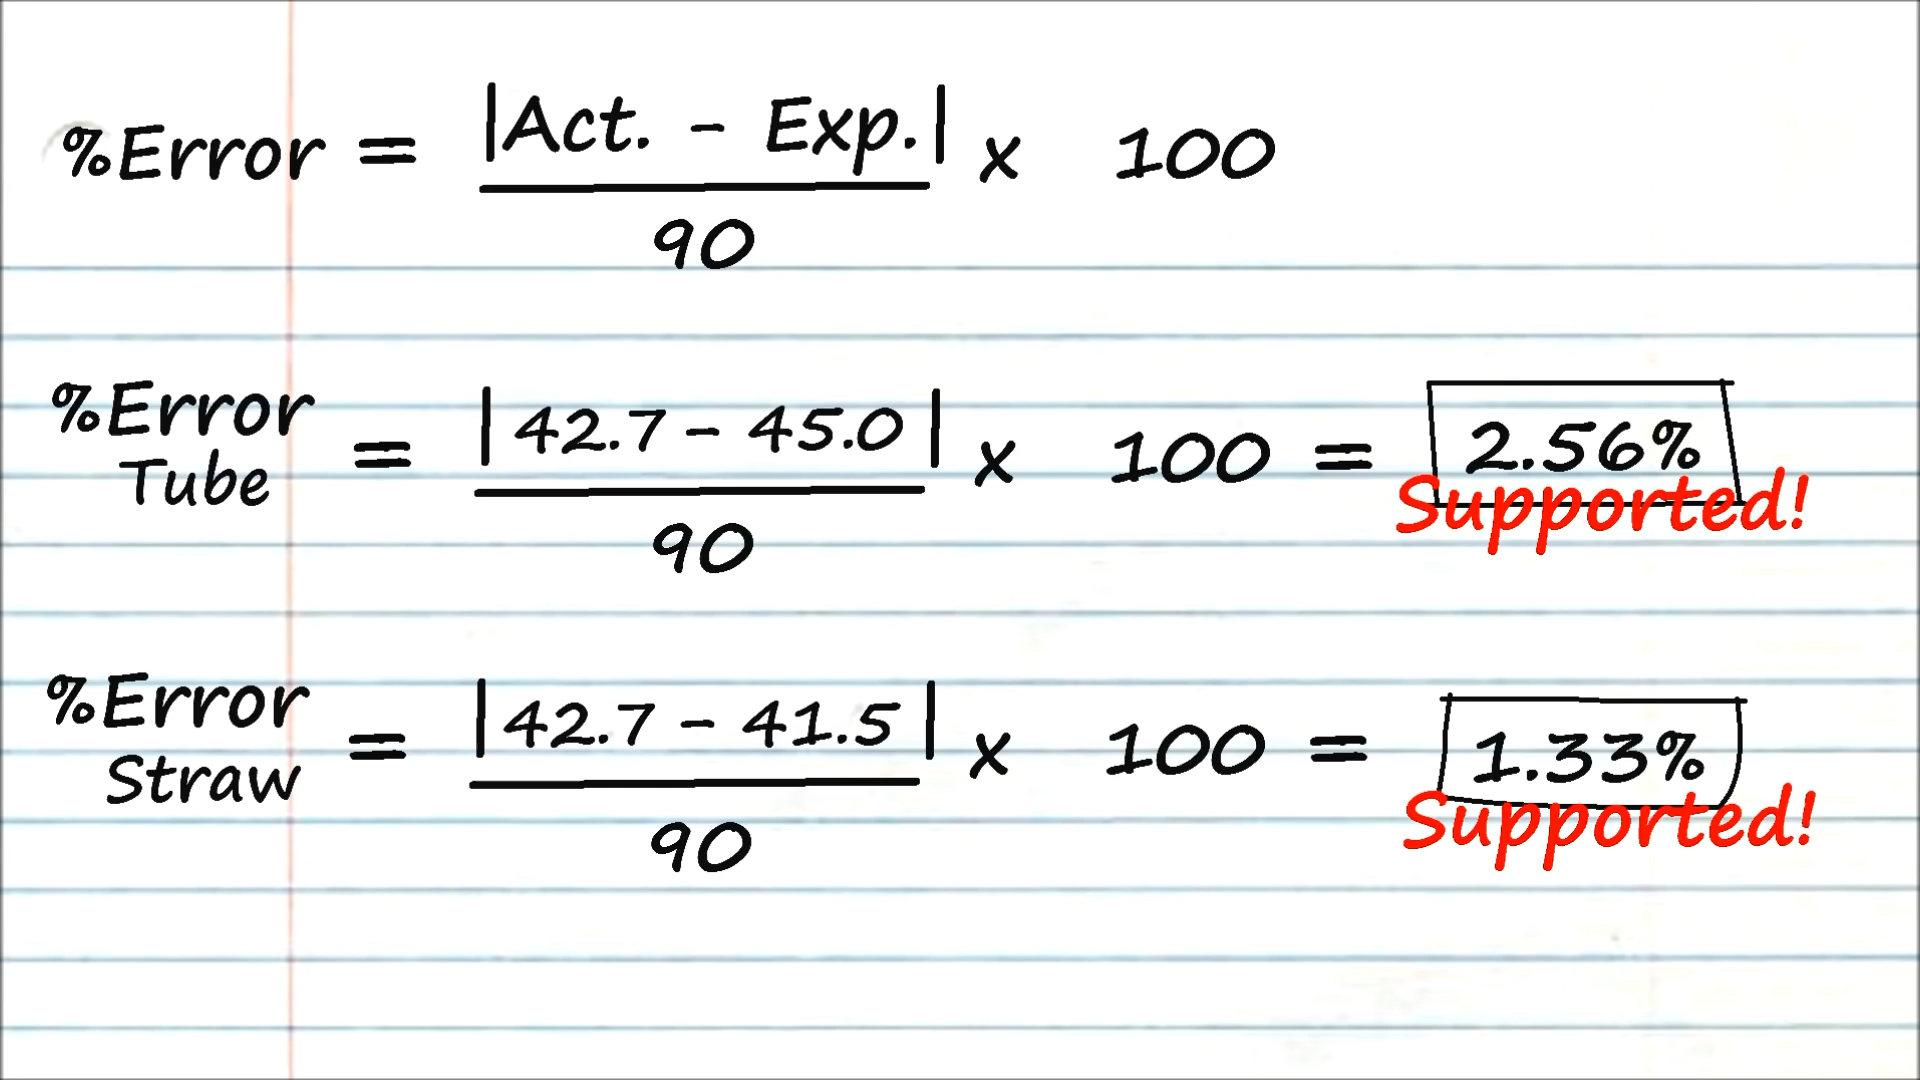 %Error = |Act. - Exp.| x 100
90
%Error Tube = |42.7 - 45.0| x 100 = 2.56%
90
Supported!
%Error Straw = |42.7 - 41.5| x 100 = 1.33%
90
Supported!